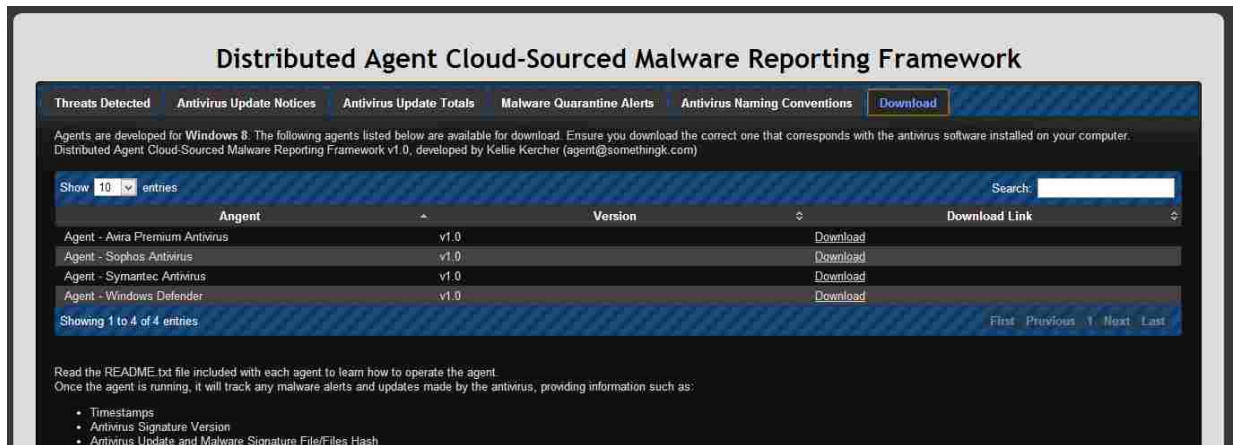 Distributed Agent Cloud-Sourced Malware Reporting Framework
Threats Detected Antivirus Update Notices Antivirus Update Totals Malware Quarantine Alerts Antivirus Naming Conventions Download
Agents are developed for Windows 8. The following agents listed below are available for download. Ensure you download the correct one that corresponds with the antivirus software installed on your computer.
Distributed Agent Cloud-Sourced Malware Reporting Framework v1.0, developed by Kellie Kercher (agent@somethingk.com)
Show 10 entries Search:
Angent Version Download Link
Agent - Avira Premium Antivirus v1.0 Download
Agent - Sophos Antivirus v1.0 Download
Agent - Symantec Antivirus v1.0 Download
Agent - Windows Defender v1.0 Download
Showing 1 to 4 of 4 entries First Previous 1 Next Last
Read the README.txt file included with each agent to learn how to operate the agent.
Once the agent is running, it will track any malware alerts and updates made by the antivirus, providing information such as:
• Timestamps
• Antivirus Signature Version
• Antivirus Update and Malware Signature File/Files Hash